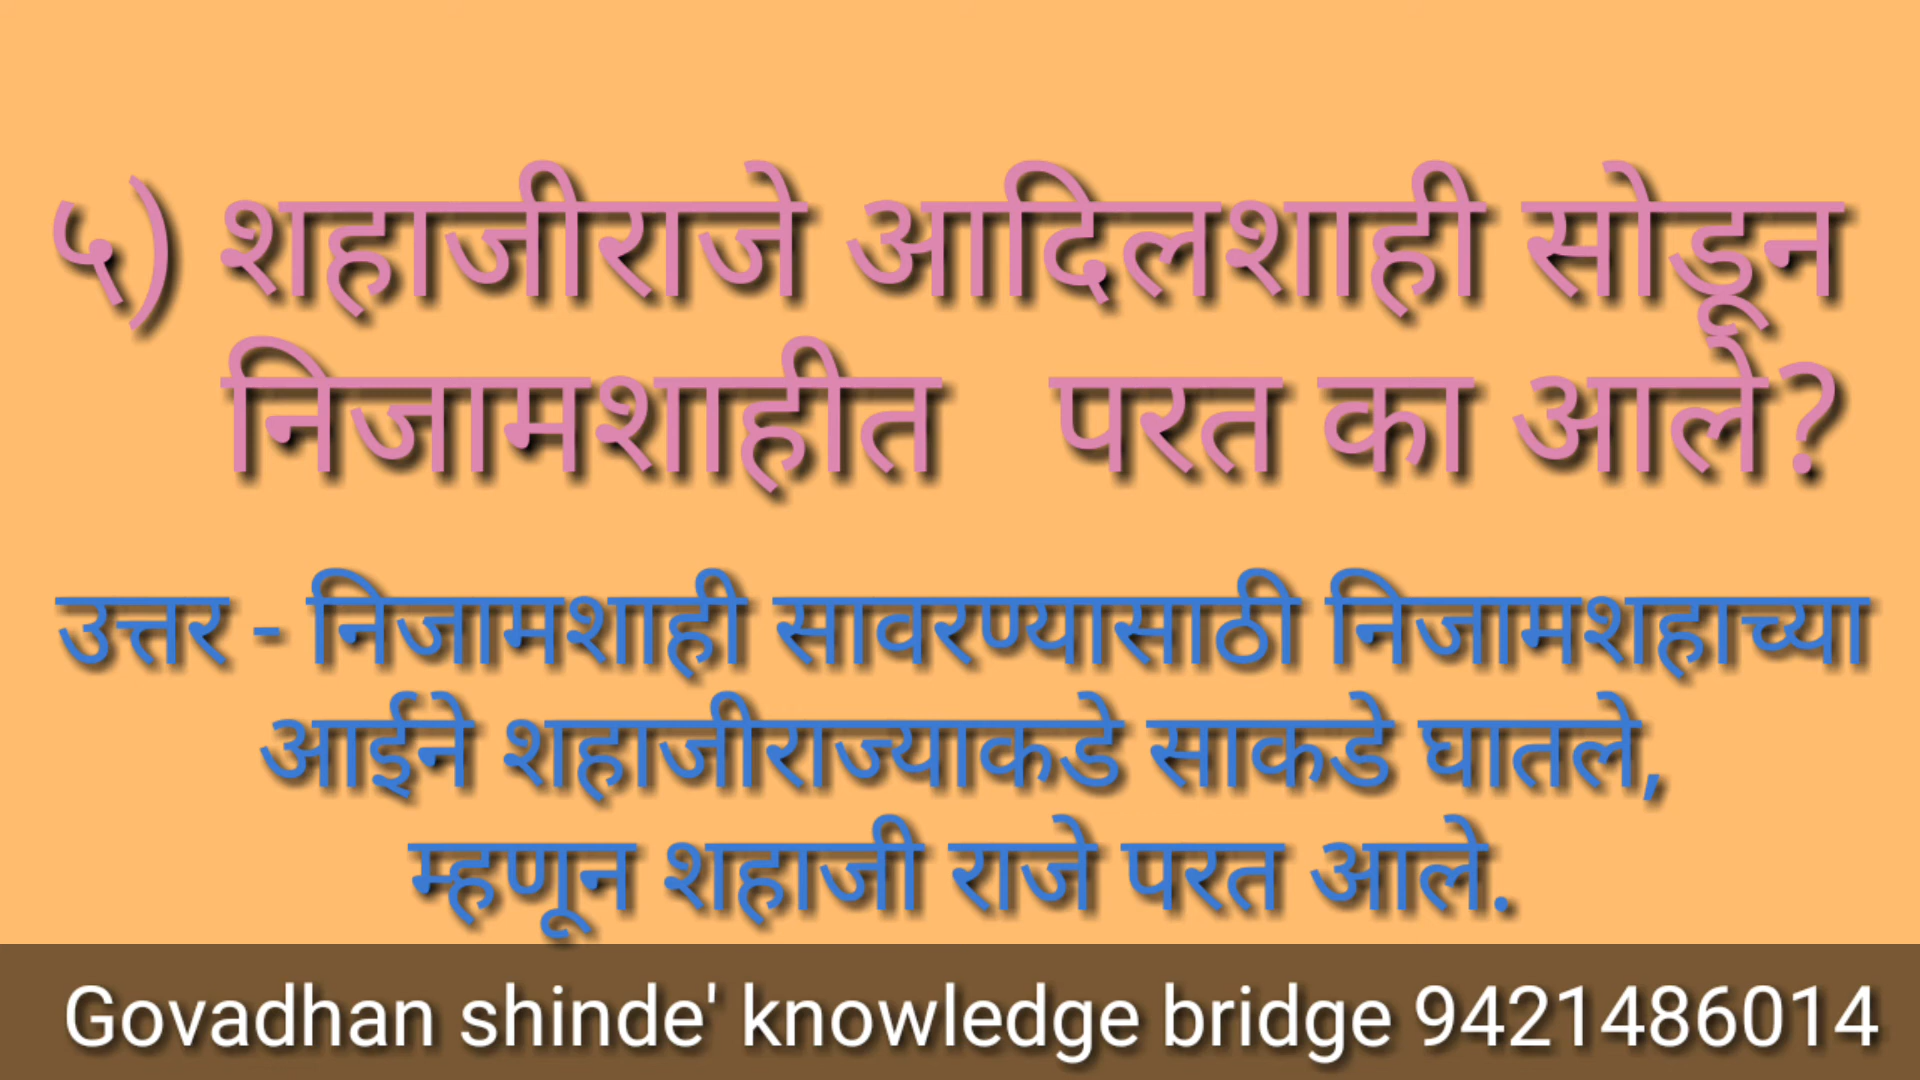 ५) शहाजीराजे आदिलशाही सोडून
निजामशाहीत परत का आले?
उत्तर - निजामशाही सावरण्यासाठी निजामशहाच्या
आईने शहाजीराज्याकडे साकडे घातले,
म्हणून शहाजी राजे परत आले.
Govadhan shinde' knowledge bridge 9421486014